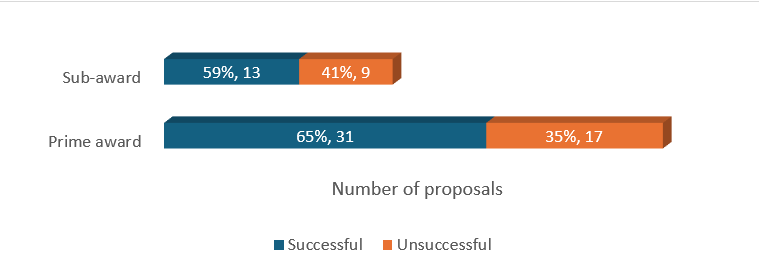 Sub-award
59%, 13
41%, 9
Prime award
65%, 31
35%, 17
Number of proposals
Successful
Unsuccessful